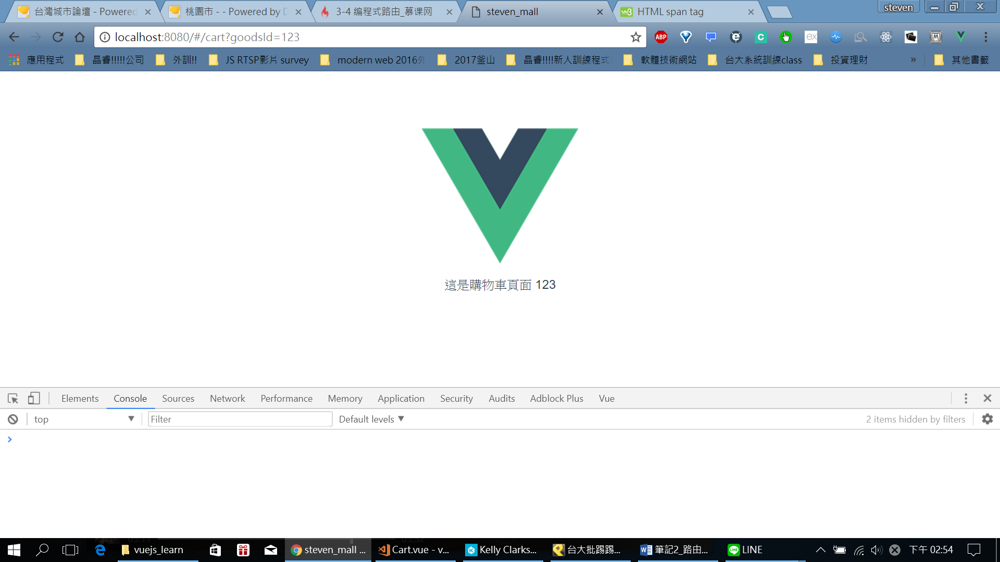 台灣城市論壇 - Powered
桃園市 - - Powered by D
3-4 编程式路由_慕课网
steven_mall
HTML span tag
steven
localhost:8080/#/cart?goodsId=123
ABP
應用程式
晶睿!!!!!公司
外訓!!
JS RTSP影片 survey
modern web 2016外
2017釜山
晶睿!!!!新人訓練程式
軟體技術網站
台大系統訓練class
投資理財
»
其他書籤
這是購物車頁面 123
Elements
Console
Sources
Network
Performance
Memory
Application
Security
Audits
Adblock Plus
Vue
top
Filter
Default levels
2 items hidden by filters
vuejs_learn
steven_mall ...
Cart.vue - v...
Kelly Clarks...
台大批踢踢...
筆記2_路由...
LINE
下午 02:54